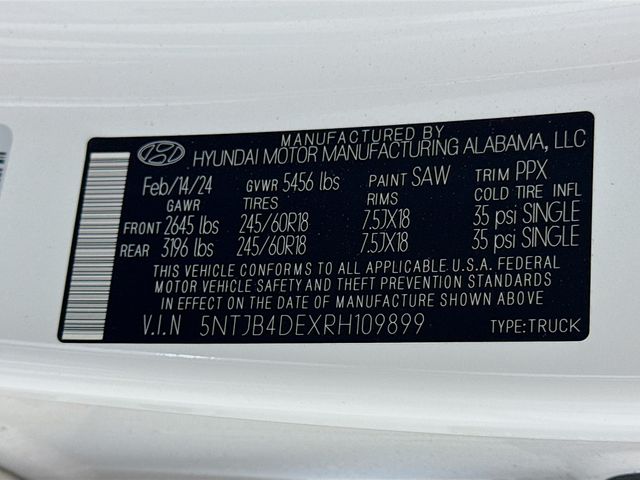 MANUFACTURED BY
HYUNDAI MOTOR MANUFACTURING ALABAMA, LLC
Feb/14/24 GVWR 5456 lbs PAINT SAW TRIM PPX
GAWR TIRES RIMS COLD TIRE INFL
FRONT 2645 lbs 245/60R18 7.5JX18 35 psi SINGLE
REAR 3196 lbs 245/60R18 7.5JX18 35 psi SINGLE
THIS VEHICLE CONFORMS TO ALL APPLICABLE U.S.A. FEDERAL
MOTOR VEHICLE SAFETY AND THEFT PREVENTION STANDARDS
IN EFFECT ON THE DATE OF MANUFACTURE SHOWN ABOVE.
V.I.N 5NTJB4DEXRH109899 TYPE:TRUCK